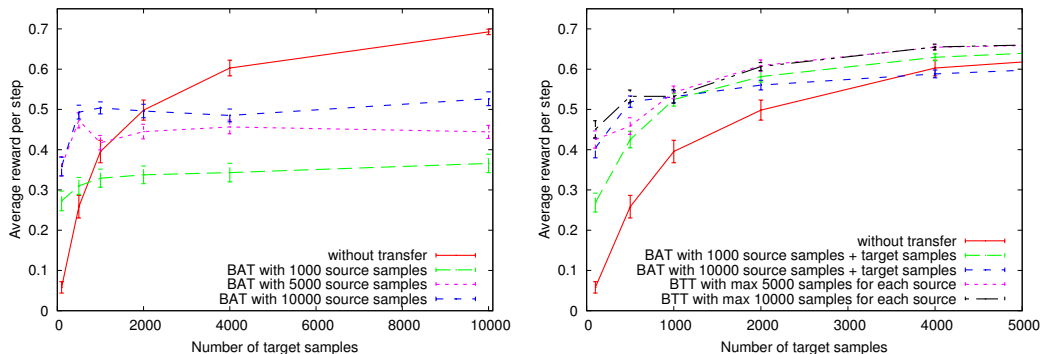 0.7
0.6
0.5
0.4
0.3
0.2
0.1
0
Average reward per step
without transfer
BAT with 1000 source samples
BAT with 5000 source samples
BAT with 10000 source samples
0 2000 4000 6000 8000 10000
Number of target samples
0.7
0.6
0.5
0.4
0.3
0.2
0.1
0
Average reward per step
without transfer
BAT with 1000 source samples + target samples
BAT with 10000 source samples + target samples
BTT with max 5000 samples for each source
BTT with max 10000 samples for each source
0 1000 2000 3000 4000 5000
Number of target samples